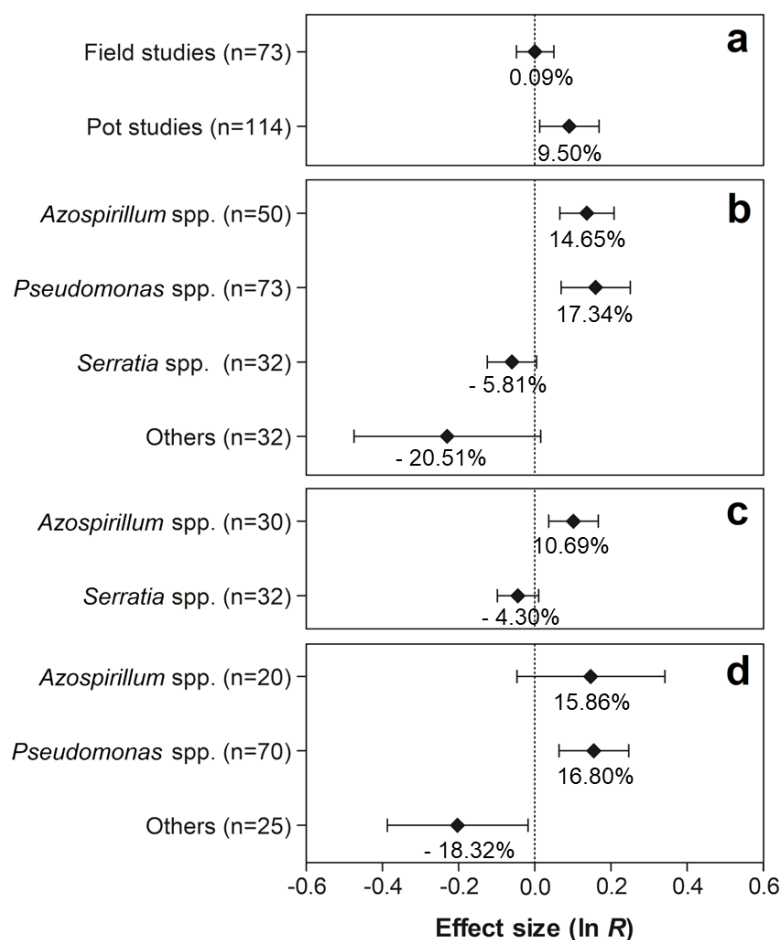 a
Field studies (n=73)
0.09%
Pot studies (n=114)
9.50%
b
Azospirillum spp. (n=50)
14.65%
Pseudomonas spp. (n=73)
17.34%
Serratia spp. (n=32)
- 5.81%
Others (n=32)
- 20.51%
c
Azospirillum spp. (n=30)
10.69%
Serratia spp. (n=32)
- 4.30%
d
Azospirillum spp. (n=20)
15.86%
Pseudomonas spp. (n=70)
16.80%
Others (n=25)
- 18.32%
-0.6 -0.4 -0.2 0.0 0.2 0.4 0.6
Effect size (ln R)